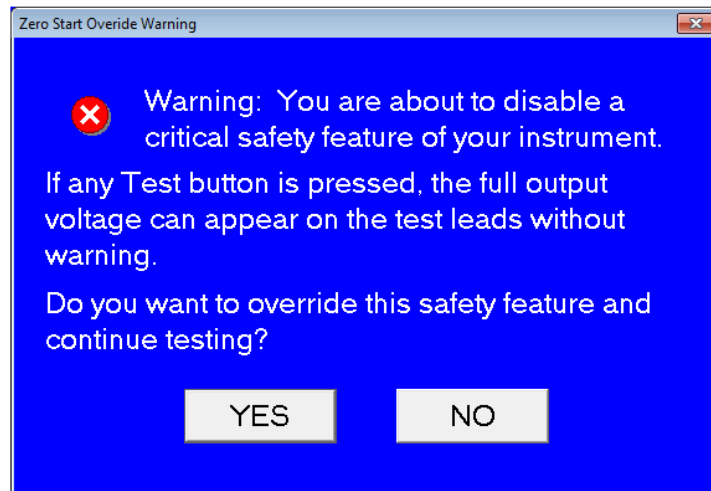 Zero Start Overide Warning
Warning:  You are about to disable a
critical safety feature of your instrument.
If any Test button is pressed, the full output
voltage can appear on the test leads without
warning.
Do you want to override this safety feature and
continue testing?
YES
NO